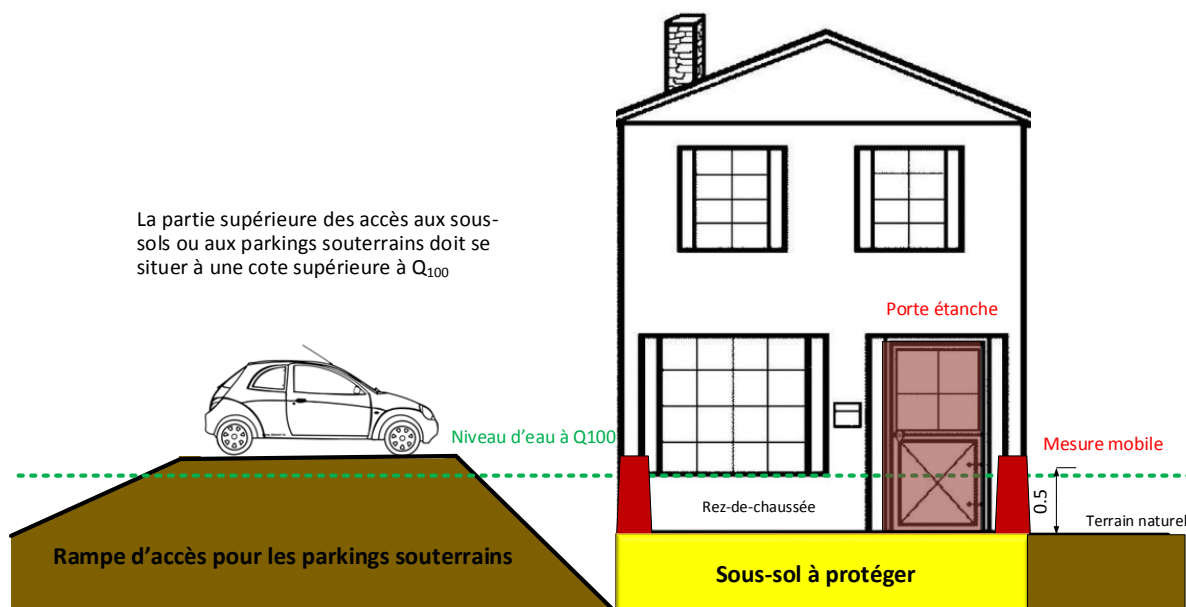 La partie supérieure des accès aux sous-
sols ou aux parkings souterrains doit se
situer à une cote supérieure à Q100
Porte étanche
Niveau d'eau à Q100
Mesure mobile
0.5
Rez-de-chaussée
Terrain naturel
Rampe d'accès pour les parkings souterrains
Sous-sol à protéger